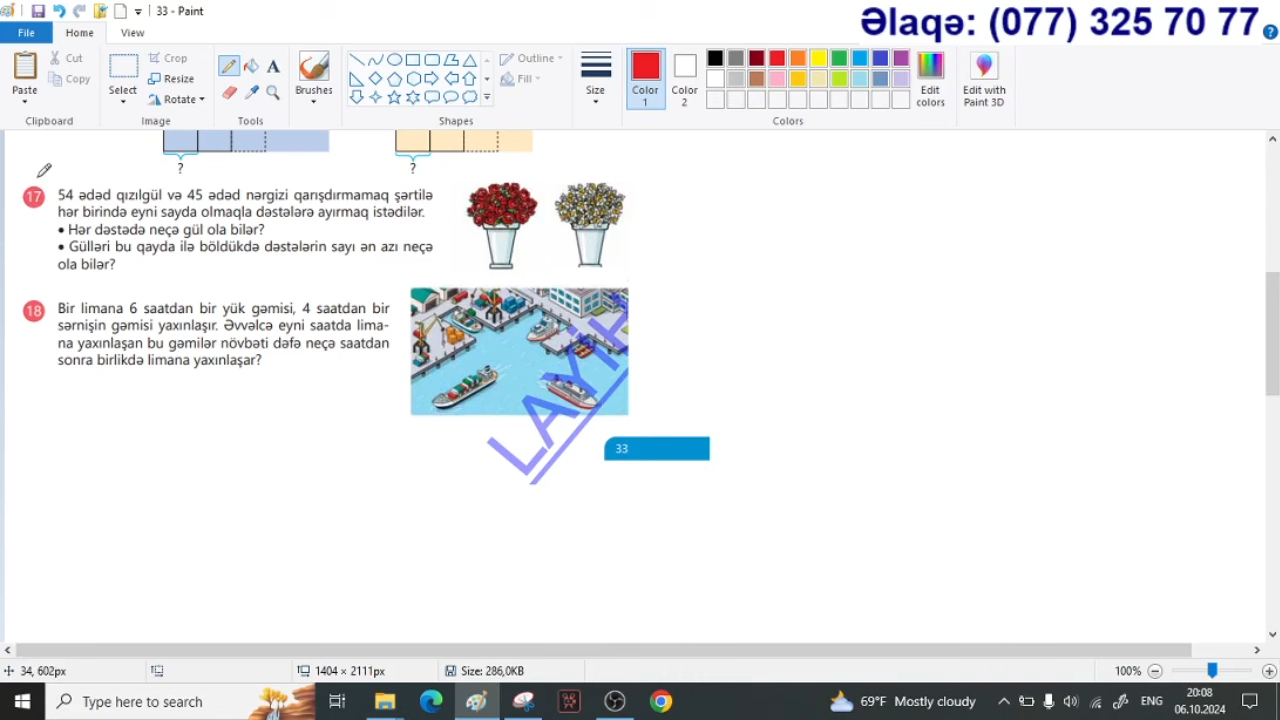 33 - Paint
Əlaqə: (077) 325 70 77
File
Home
View
Paste
Cut
Copy
Clipboard
Select
Crop
Resize
Rotate
Image
Tools
Brushes
Outline
Fill
Shapes
Size
Color 1
Color 2
Edit colors
Edit with Paint 3D
Colors
?
?
17
54 ədəd qızılgül və 45 ədəd nərgizi qarışdırmamaq şərtilə
hər birində eyni sayda olmaqla dəstələrə ayırmaq istədilər.
• Hər dəstədə neçə gül ola bilər?
• Gülləri bu qayda ilə böldükdə dəstələrin sayı ən azı neçə
ola bilər?
18
Bir limana 6 saatdan bir yük gəmisi, 4 saatdan bir
sərnişin gəmisi yaxınlaşır. Əvvəlcə eyni saatda lima-
na yaxınlaşan bu gəmilər növbəti dəfə neçə saatdan
sonra birlikdə limana yaxınlaşar?
33
34, 602px
1404 × 2111px
Size: 286,0KB
100%
Type here to search
69°F Mostly cloudy
ENG
20:08
06.10.2024